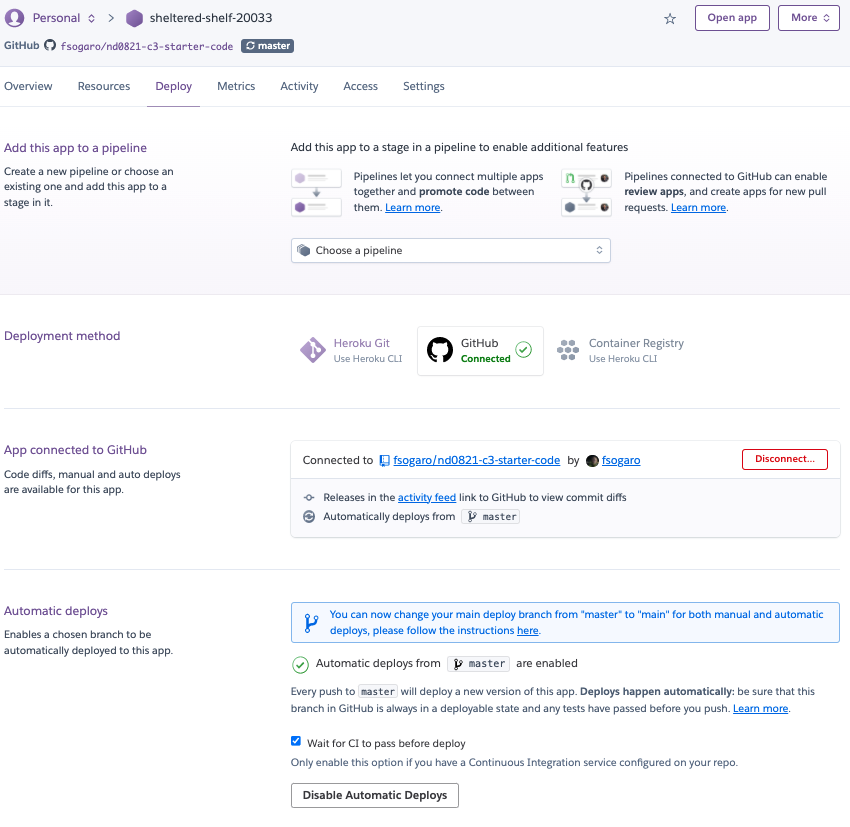 Personal sheltered-shelf-20033 Open app More
GitHub fsogaro/nd0821-c3-starter-code master
Overview Resources Deploy Metrics Activity Access Settings
Add this app to a pipeline
Create a new pipeline or choose an
existing one and add this app to a
stage in it.
Add this app to a stage in a pipeline to enable additional features
Pipelines let you connect multiple apps
together and promote code between
them. Learn more.
Pipelines connected to GitHub can enable
review apps, and create apps for new pull
requests. Learn more.
Choose a pipeline
Deployment method
Heroku Git
Use Heroku CLI
GitHub
Connected
Container Registry
Use Heroku CLI
App connected to GitHub
Code diffs, manual and auto deploys
are available for this app.
Connected to fsogaro/nd0821-c3-starter-code by fsogaro Disconnect...
Releases in the activity feed link to GitHub to view commit diffs
Automatically deploys from master
Automatic deploys
Enables a chosen branch to be
automatically deployed to this app.
You can now change your main deploy branch from "master" to "main" for both manual and automatic
deploys, please follow the instructions here.
Automatic deploys from master are enabled
Every push to master will deploy a new version of this app. Deploys happen automatically: be sure that this
branch in GitHub is always in a deployable state and any tests have passed before you push. Learn more.
Wait for CI to pass before deploy
Only enable this option if you have a Continuous Integration service configured on your repo.
Disable Automatic Deploys